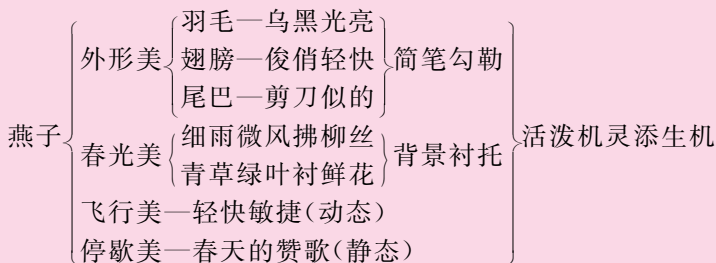 羽毛—乌黑光亮
外形美 翅膀—俊俏轻快 简笔勾勒
尾巴—剪刀似的
燕子 细雨微风拂柳丝 活泼机灵添生机
春光美 背景衬托
青草绿叶衬鲜花
飞行美—轻快敏捷(动态)
停歇美—春天的赞歌(静态)